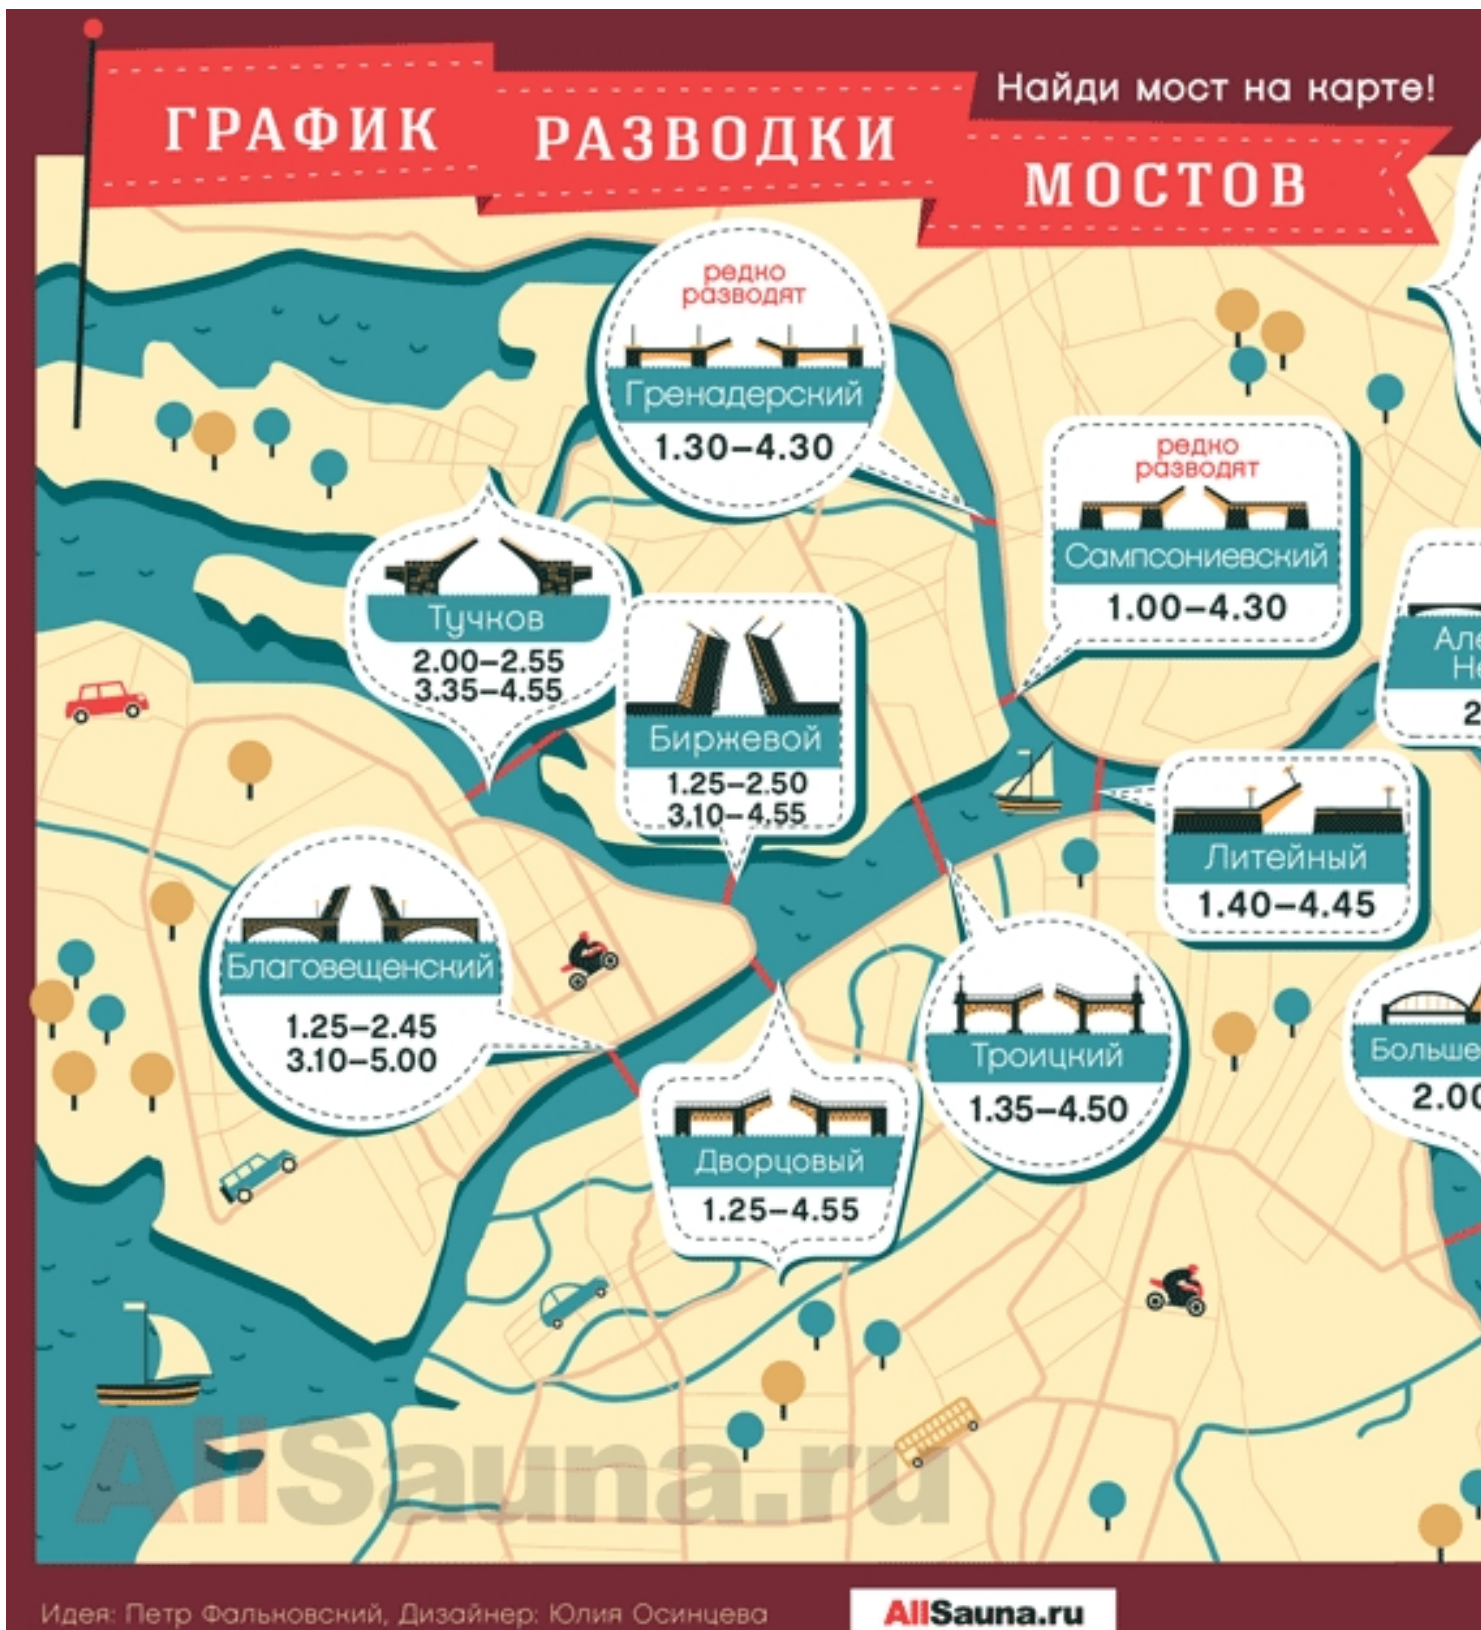 Найди мост на карте!
ГРАФИК РАЗВОДКИ МОСТОВ
редко
разводят
Гренадерский
1.30–4.30
редко
разводят
Сампсониевский
1.00–4.30
Тучков
2.00–2.55
3.35–4.55
Биржевой
1.25–2.50
3.10–4.55
Литейный
1.40–4.45
Благовещенский
1.25–2.45
3.10–5.00
Троицкий
1.35–4.50
Дворцовый
1.25–4.55
AllSauna.ru
Идея: Петр Фальковский, Дизайнер: Юлия Осинцева
AllSauna.ru